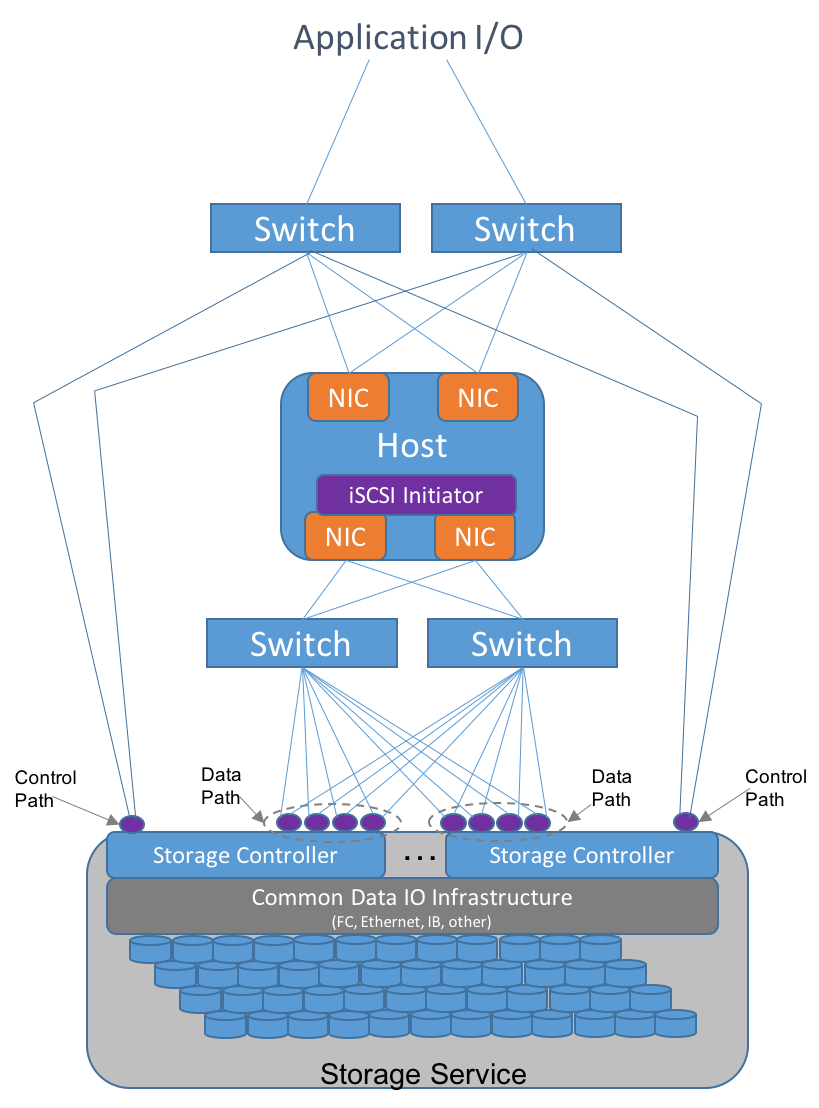 Application I/O
Switch
Switch
NIC
NIC
Host
iSCSI Initiator
NIC
NIC
Switch
Switch
Control
Path
Data
Path
Data
Path
Control
Path
Storage Controller
...
Storage Controller
Common Data IO Infrastructure
(FC, Ethernet, IB, other)
Storage Service